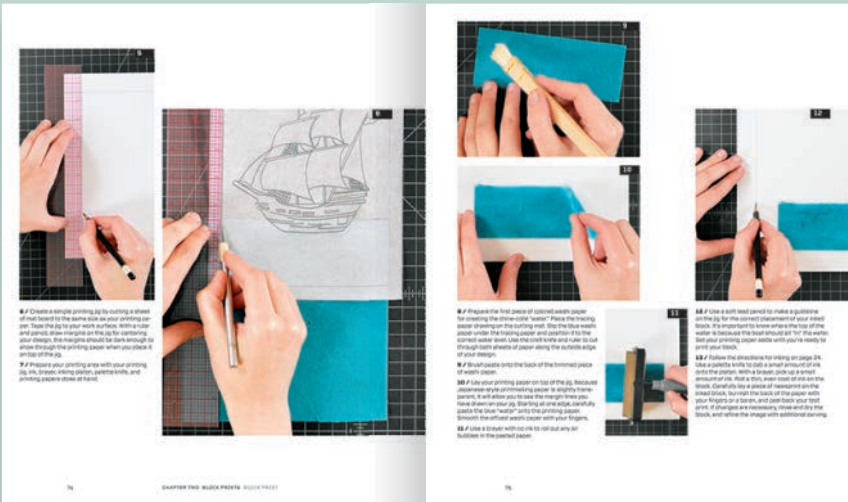 6
8
6 / Create a simple printing jig by cutting a sheet
of mat board to the same size as your printing pa-
per. Tape the jig to your work surface. With a ruler
and pencil, draw margins on the jig for centering
your design; the margins should be dark enough to
show through the printing paper when you place it
on top of the jig.
7 / Prepare your printing area with your printing
jig, ink, brayer, inking platen, palette knife, and
printing papers close at hand.
74
CHAPTER TWO: BLOCK PRINTS BLOCK PRINT
9
10
11
8 / Prepare the first piece of colored washi paper
for creating the chine-collé "water." Place the tracing
paper drawing on the cutting mat. Slip the blue washi
paper under the tracing paper and position it to the
correct water level. Use the craft knife and ruler to cut
through both sheets of paper along the outside edge
of your design.
9 / Brush paste onto the back of the trimmed piece
of washi paper.
10 / Lay your printing paper on top of the jig. Because
Japanese-style printmaking paper is slightly trans-
parent, it will allow you to see the margin lines you
have drawn on your jig. Starting at one edge, carefully
paste the blue "water" onto the printing paper.
Smooth the affixed washi paper with your fingers.
11 / Use a brayer with no ink to roll out any air
bubbles in the pasted paper.
75
12
12 / Use a soft lead pencil to make a guideline
on the jig for the correct placement of your inked
block. It's important to know where the top of the
water is because the boat should sit "in" the water.
Set your printing paper aside until you're ready to
print your block.
13 / Follow the directions for inking on page 24.
Use a palette knife to dab a small amount of ink
onto the platen. With a brayer, pick up a small
amount of ink. Roll a thin, even coat of ink on the
block. Carefully lay a piece of newsprint on the
inked block, burnish the back of the paper with
your fingers or a baren, and peel back your test
print. If changes are necessary, rinse and dry the
block, and refine the image with additional carving.